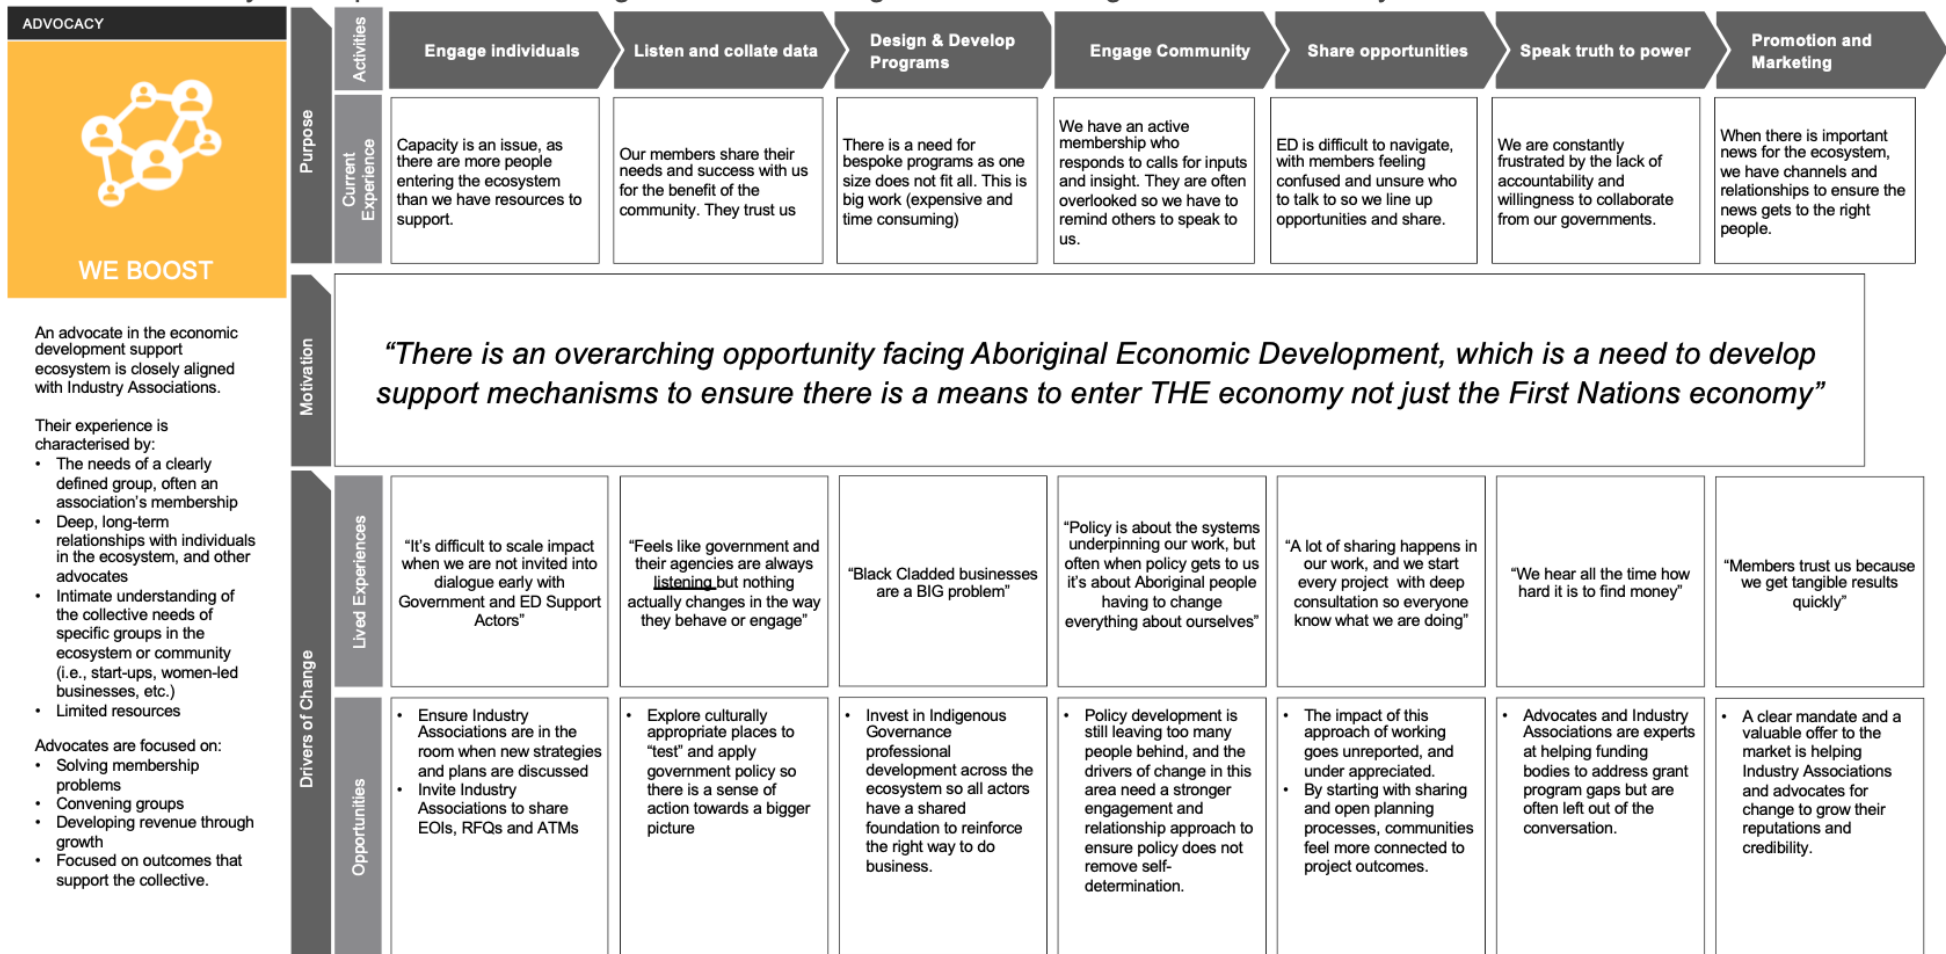 ADVOCACY
WE BOOST
An advocate in the economic
development support
ecosystem is closely aligned
with Industry Associations.
Their experience is
characterised by:
• The needs of a clearly
defined group, often an
association's membership
• Deep, long-term
relationships with individuals
in the ecosystem, and other
advocates
• Intimate understanding of
the collective needs of
specific groups in the
ecosystem or community
(i.e., start-ups, women-led
businesses, etc.)
• Limited resources
Advocates are focused on:
• Solving membership
problems
• Convening groups
• Developing revenue through
growth
• Focused on outcomes that
support the collective.
Purpose
Activities
Engage individuals
Listen and collate data
Design & Develop
Programs
Engage Community
Share opportunities
Speak truth to power
Promotion and
Marketing
Current
Experience
Capacity is an issue, as
there are more people
entering the ecosystem
than we have resources to
support.
Our members share their
needs and success with us
for the benefit of the
community. They trust us
There is a need for
bespoke programs as one
size does not fit all. This is
big work (expensive and
time consuming)
We have an active
membership who
responds to calls for inputs
and insight. They are often
overlooked so we have to
remind others to speak to
us.
ED is difficult to navigate,
with members feeling
confused and unsure who
to talk to so we line up
opportunities and share.
We are constantly
frustrated by the lack of
accountability and
willingness to collaborate
from our governments.
When there is important
news for the ecosystem,
we have channels and
relationships to ensure the
news gets to the right
people.
Motivation
“There is an overarching opportunity facing Aboriginal Economic Development, which is a need to develop
support mechanisms to ensure there is a means to enter THE economy not just the First Nations economy”
Drivers of Change
Lived Experiences
“It's difficult to scale impact
when we are not invited into
dialogue early with
Government and ED Support
Actors”
“Feels like government and
their agencies are always
listening but nothing
actually changes in the way
they behave or engage”
“Black Cladded businesses
are a BIG problem”
“Policy is about the systems
underpinning our work, but
often when policy gets to us
it's about Aboriginal people
having to change
everything about ourselves”
“A lot of sharing happens in
our work, and we start
every project with deep
consultation so everyone
know what we are doing”
“We hear all the time how
hard it is to find money”
“Members trust us because
we get tangible results
quickly”
Opportunities
• Ensure Industry
Associations are in the
room when new strategies
and plans are discussed
• Invite Industry
Associations to share
EOIs, RFQs and ATMs
• Explore culturally
appropriate places to
“test” and apply
government policy so
there is a sense of
action towards a bigger
picture
• Invest in Indigenous
Governance
professional
development across the
ecosystem so all actors
have a shared
foundation to reinforce
the right way to do
business.
• Policy development is
still leaving too many
people behind, and the
drivers of change in this
area need a stronger
engagement and
relationship approach to
ensure policy does not
remove self-
determination.
• The impact of this
approach of working
goes unreported, and
under appreciated.
• By starting with sharing
and open planning
processes, communities
feel more connected to
project outcomes.
• Advocates and Industry
Associations are experts
at helping funding
bodies to address grant
program gaps but are
often left out of the
conversation.
• A clear mandate and a
valuable offer to the
market is helping
Industry Associations
and advocates for
change to grow their
reputations and
credibility.